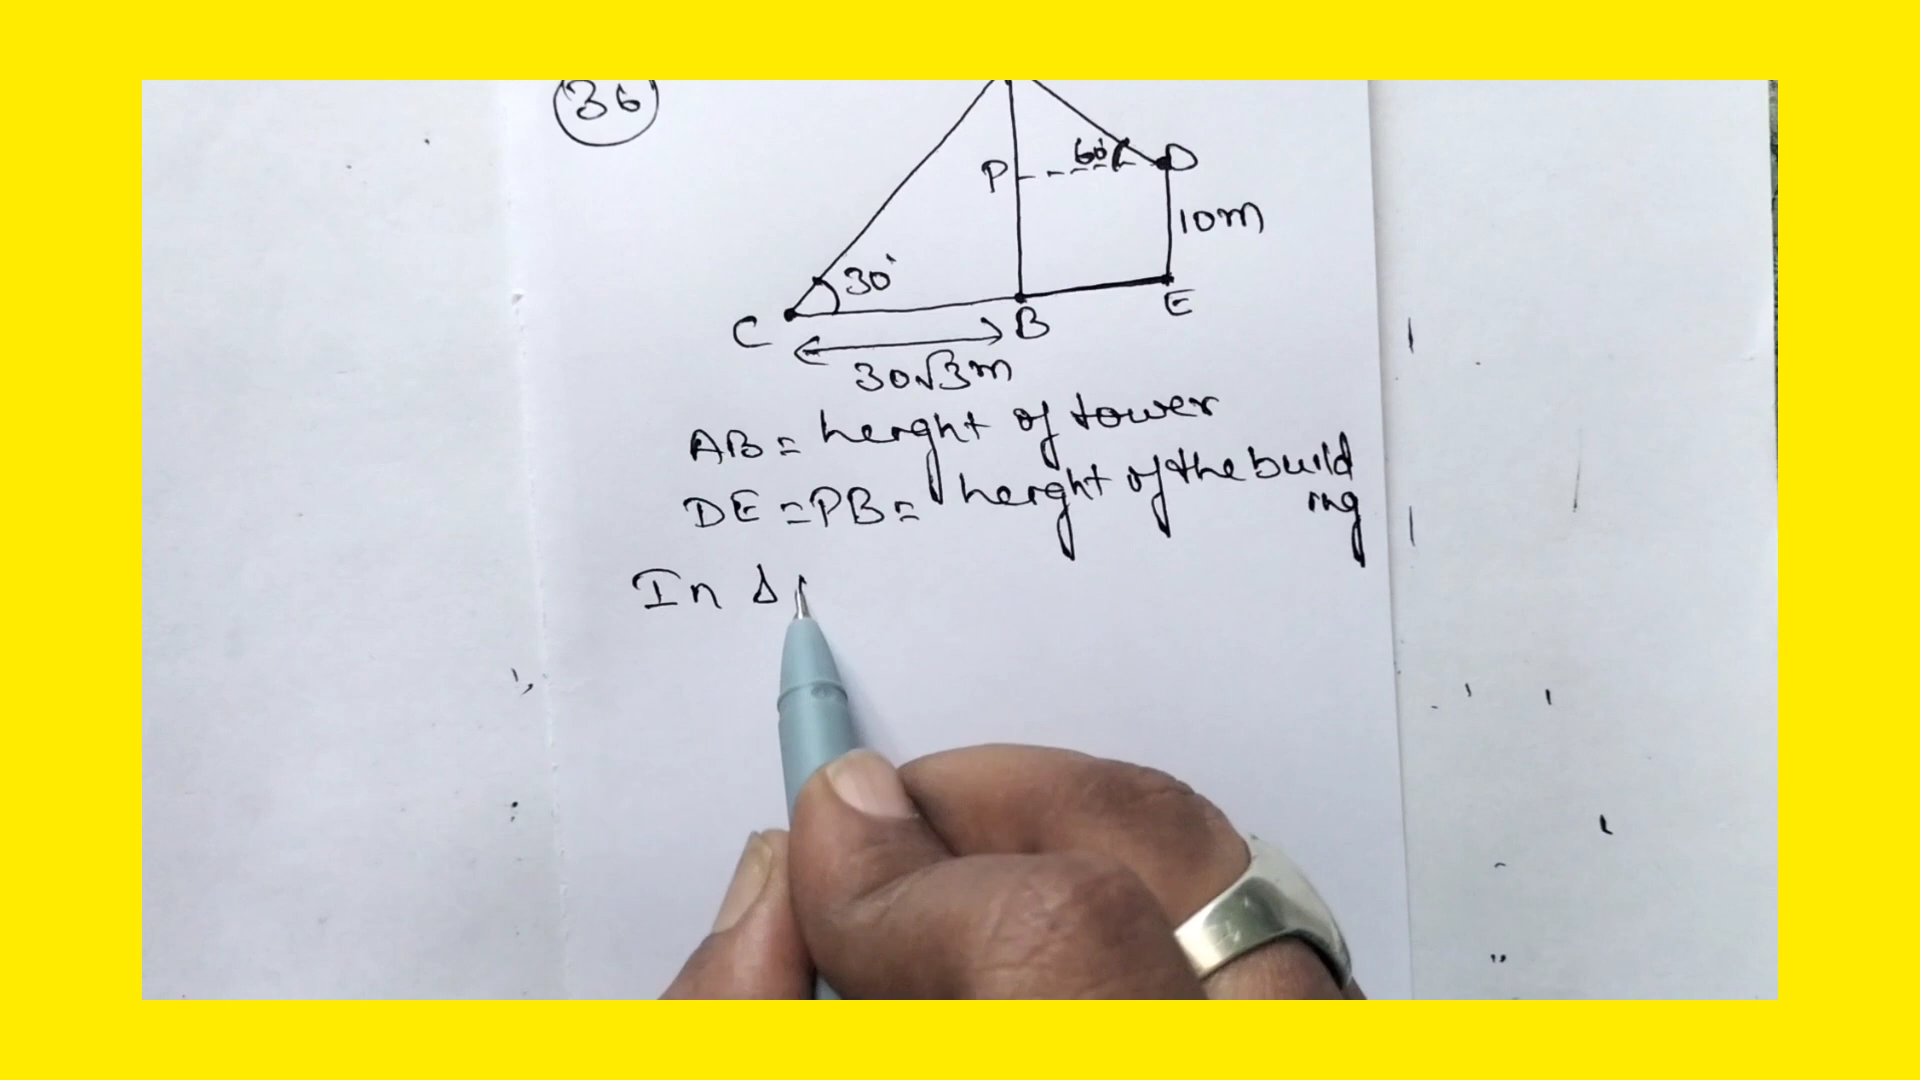 36
60°
D
P
10m
30°
C
B
E
30√3m
AB = height of tower
DE = PB = height of the build
ing
In Δ